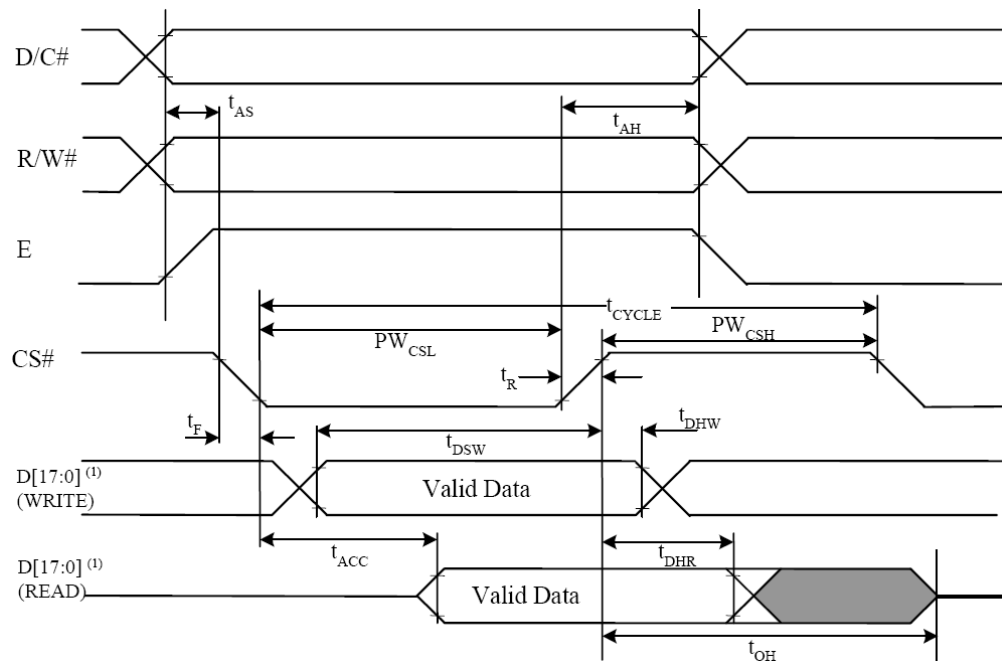 D/C#
t_AS
t_AH
R/W#
E
t_CYCLE
PW_CSL
PW_CSH
CS#
t_R
t_F
t_DHW
t_DSW
D[17:0] (1)
(WRITE)
Valid Data
t_ACC
t_DHR
D[17:0] (1)
(READ)
Valid Data
t_OH